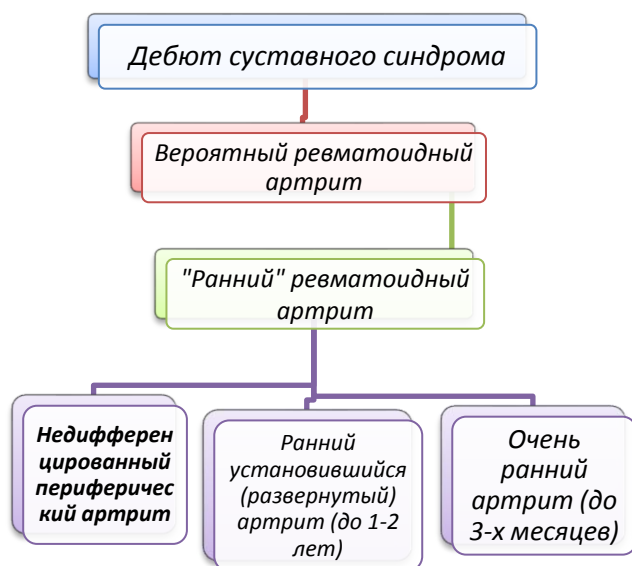 Дебют суставного синдрома
Вероятный ревматоидный
артрит
"Ранний" ревматоидный
артрит
Недифферен
цированный
периферичес
кий артрит
Ранний
установившийся
(развернутый)
артрит (до 1-2
лет)
Очень
ранний
артрит (до
3-х месяцев)